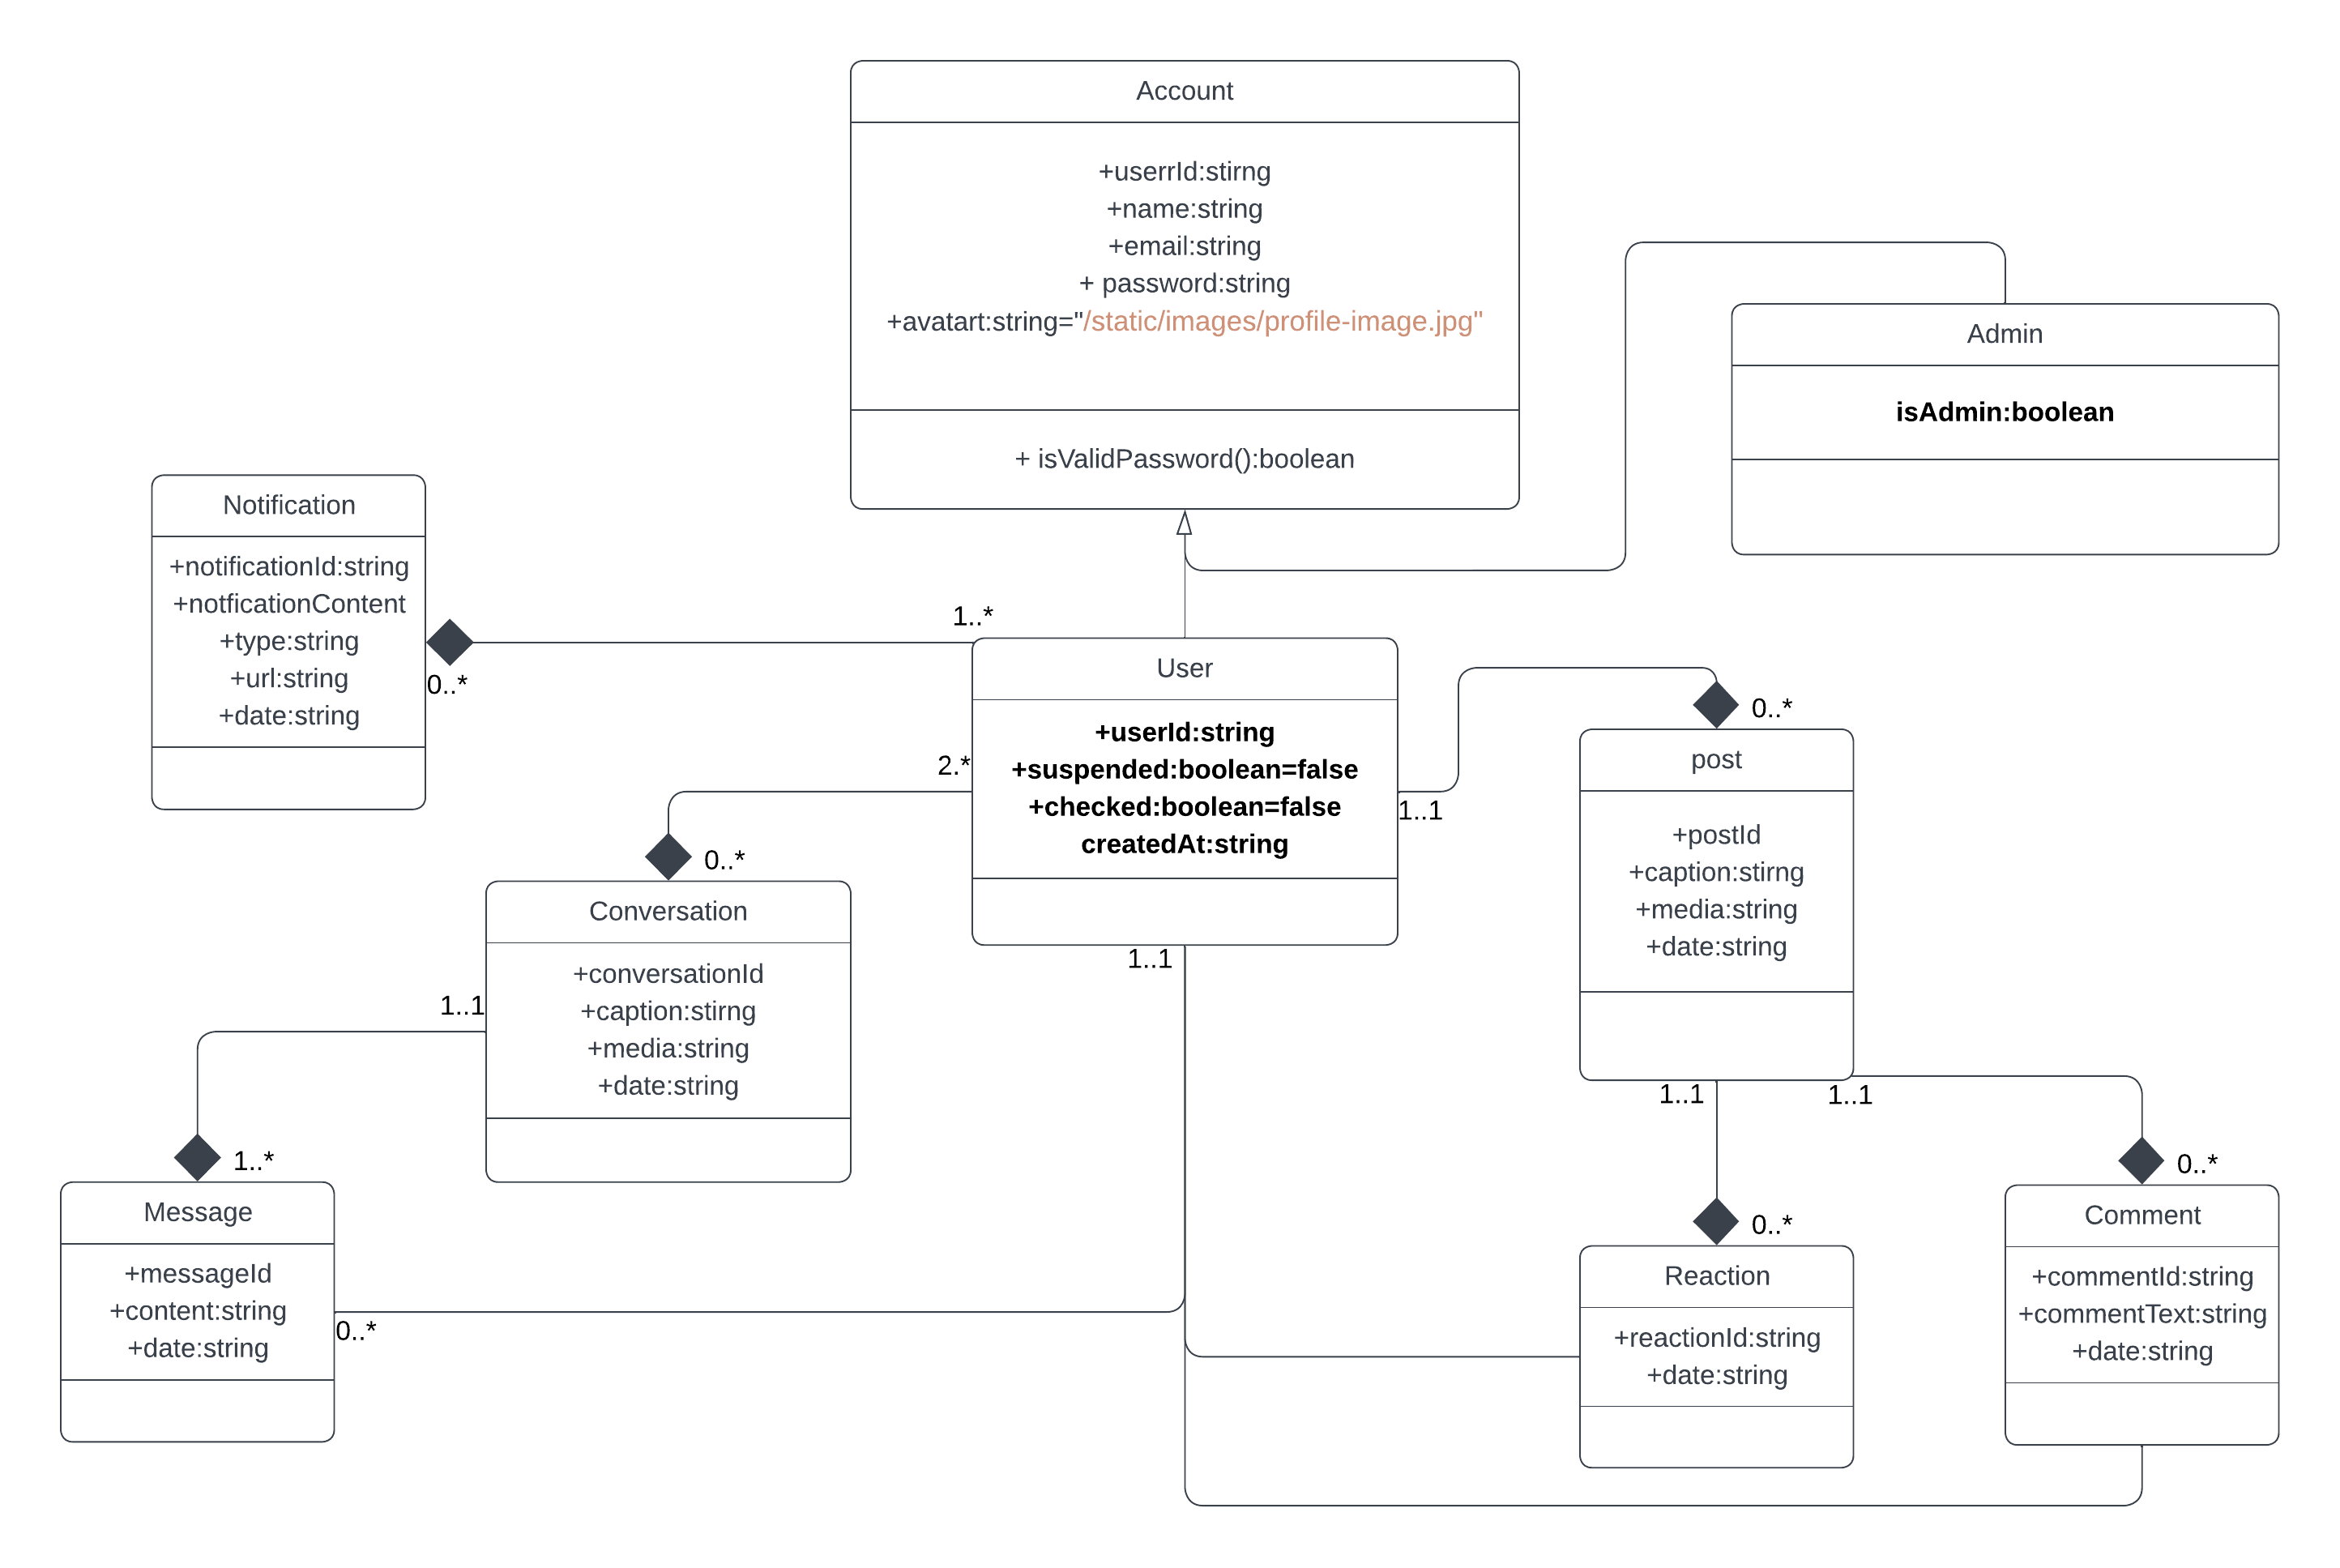 Account
+userrId:stirng
+name:string
+email:string
+ password:string
+avatart:string="/static/images/profile-image.jpg"
+ isValidPassword():boolean
Admin
isAdmin:boolean
Notification
+notificationId:string
+notficationContent
+type:string
+url:string
+date:string
0..*
1..*
User
+userId:string
+suspended:boolean=false
+checked:boolean=false
createdAt:string
2.*
1..1
1..1
0..*
post
+postId
+caption:stirng
+media:string
+date:string
1..1
1..1
0..*
Conversation
+conversationId
+caption:stirng
+media:string
+date:string
1..1
1..*
Message
+messageId
+content:string
+date:string
0..*
0..*
Reaction
+reactionId:string
+date:string
0..*
Comment
+commentId:string
+commentText:string
+date:string